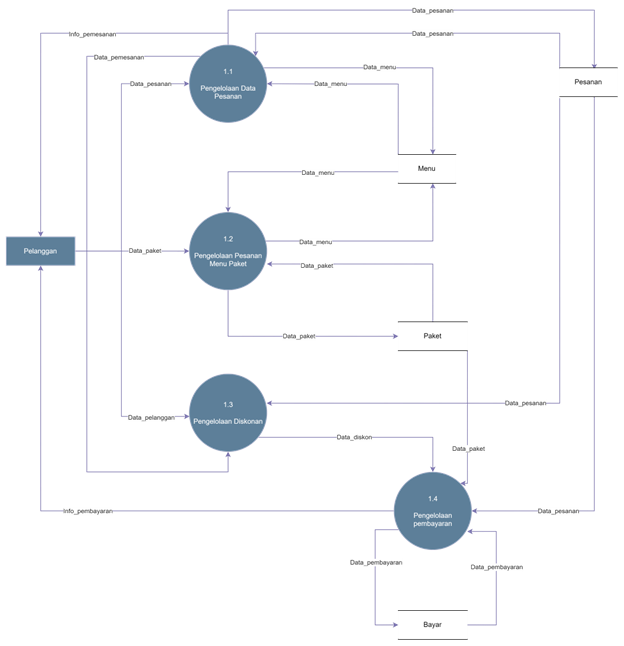 Data_pesanan
Info_pemesanan
Data_pesanan
Data_pemesanan
Data_menu
1.1
Pengelolaan Data
Pesanan
Data_pesanan
Data_menu
Pesanan
Menu
Data_menu
1.2
Pengelolaan Pesanan
Menu Paket
Data_menu
Pelanggan
Data_paket
Data_paket
Data_paket
Paket
1.3
Pengelolaan Diskonan
Data_pesanan
Data_pelanggan
Data_diskon
Data_paket
1.4
Pengelolaan
pembayaran
Info_pembayaran
Data_pesanan
Data_pembayaran
Data_pembayaran
Bayar